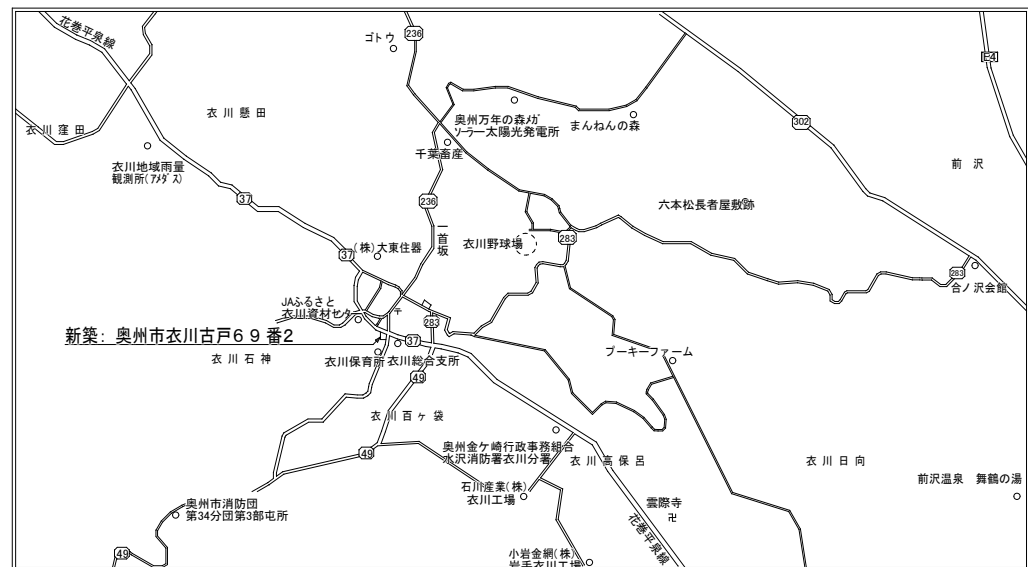 花巻平泉線
236
ゴトウ
E4
衣川懸田
衣川窪田
奥州万年の森メガ
ソーラー太陽光発電所
まんねんの森
302
千葉畜産
前沢
衣川地域雨量
観測所(アメダス)
37
236
六本松長者屋敷跡
一首坂
衣川野球場
283
(株)大東住器
37
283
合ノ沢会館
JAふるさと
衣川資材センター
〒
283
新築: 奥州市衣川古戸69番2
37
衣川石神
衣川保育所
衣川総合支所
プーキーファーム
49
衣川百ヶ袋
奥州金ケ崎行政事務組合
水沢消防署衣川分署
衣川高保呂
衣川日向
49
石川産業(株)
衣川工場
前沢温泉 舞鶴の湯
雲際寺
卍
奥州市消防団
第34分団第3部屯所
花巻平泉線
49
小岩金網(株)
岩手衣川工場